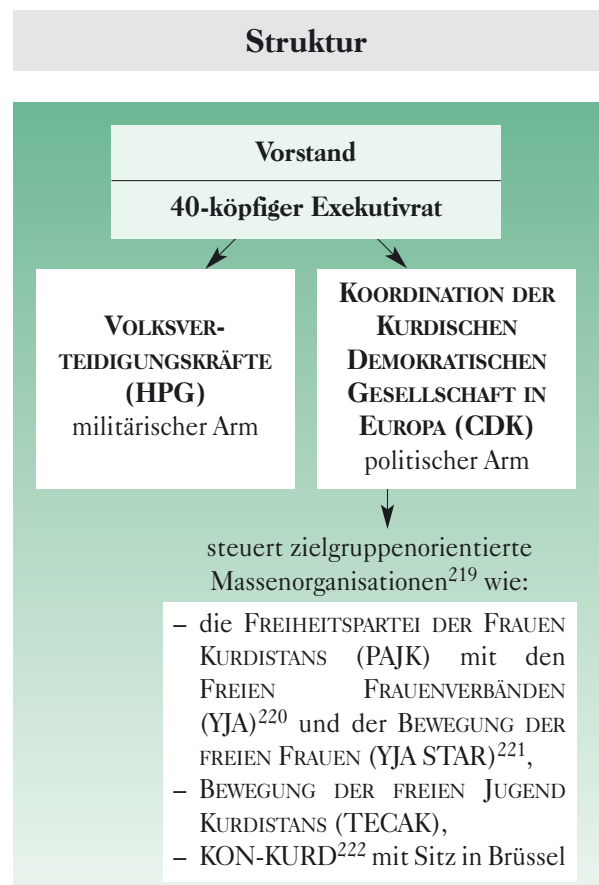 Struktur
Vorstand
40-köpfiger Exekutivrat
VOLKSVER-
TEIDIGUNGSKRÄFTE
(HPG)
militärischer Arm
KOORDINATION DER
KURDISCHEN
DEMOKRATISCHEN
GESELLSCHAFT IN
EUROPA (CDK)
politischer Arm
steuert zielgruppenorientierte
Massenorganisationen219 wie:
– die FREIHEITSPARTEI DER FRAUEN
KURDISTANS (PAJK) mit den
FREIEN FRAUENVERBÄNDEN
(YJA)220 und der BEWEGUNG DER
FREIEN FRAUEN (YJA STAR)221,
– BEWEGUNG DER FREIEN JUGEND
KURDISTANS (TECAK),
– KON-KURD222 mit Sitz in Brüssel